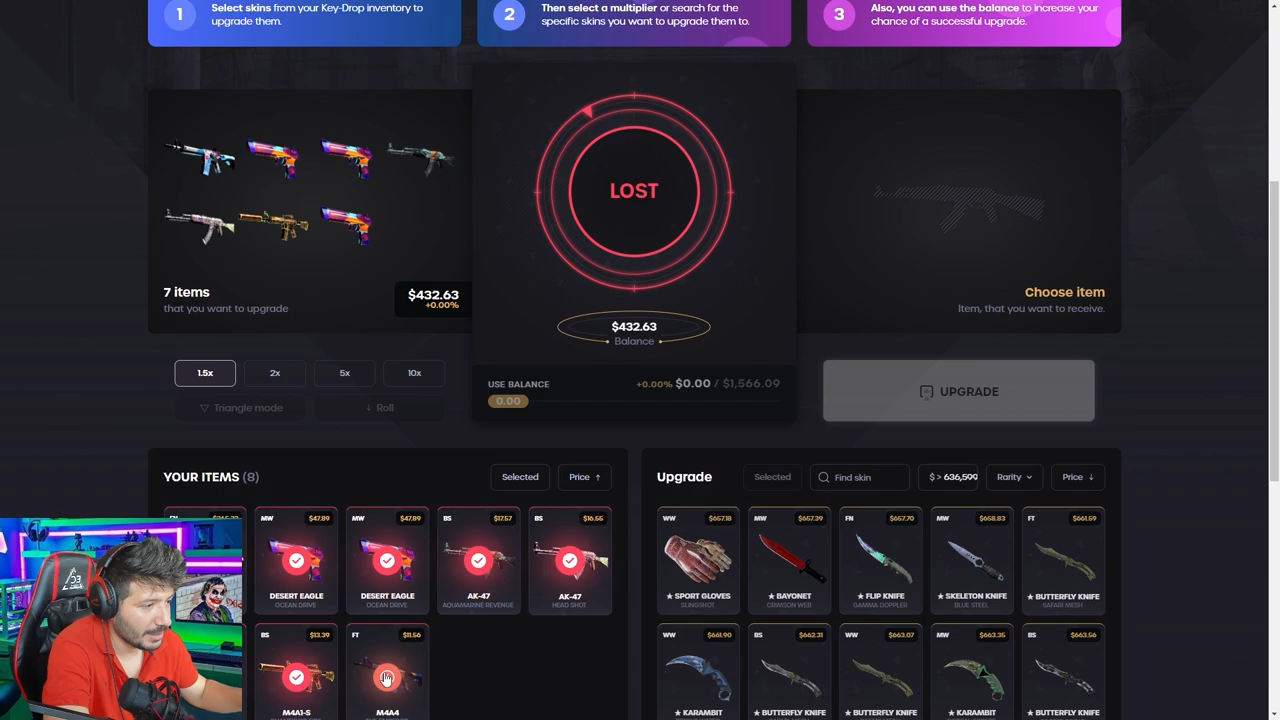 1
Select skins from your Key-Drop inventory to
upgrade them.
2
Then select a multiplier or search for the
specific skins you want to upgrade them to.
3
Also, you can use the balance to increase your
chance of a successful upgrade.
LOST
7 items
that you want to upgrade
$432.63
+0.00%
$432.63
Balance
Choose item
Item, that you want to receive.
1.5x
2x
5x
10x
Triangle mode
Roll
USE BALANCE
+0.00% $0.00 / $1,566.09
0.00
UPGRADE
YOUR ITEMS (8)
Selected
Price
Upgrade
Selected
Find skin
$ > 636,599
Rarity
Price
MW
$47.89
DESERT EAGLE
OCEAN DRIVE
MW
$47.89
DESERT EAGLE
OCEAN DRIVE
BS
$17.57
AK-47
AQUAMARINE REVENGE
BS
$16.55
AK-47
HEAD SHOT
WW
$657.18
★ SPORT GLOVES
SLINGSHOT
MW
$657.39
★ BAYONET
CRIMSON WEB
FN
$657.70
★ FLIP KNIFE
GAMMA DOPPLER
MW
$658.83
★ SKELETON KNIFE
BLUE STEEL
FT
$661.59
★ BUTTERFLY KNIFE
SAFARI MESH
BS
$13.39
M4A1-S
FT
$11.56
M4A4
WW
$661.90
★ KARAMBIT
BS
$662.31
★ BUTTERFLY KNIFE
WW
$663.07
★ BUTTERFLY KNIFE
MW
$663.35
★ KARAMBIT
BS
$663.56
★ BUTTERFLY KNIFE